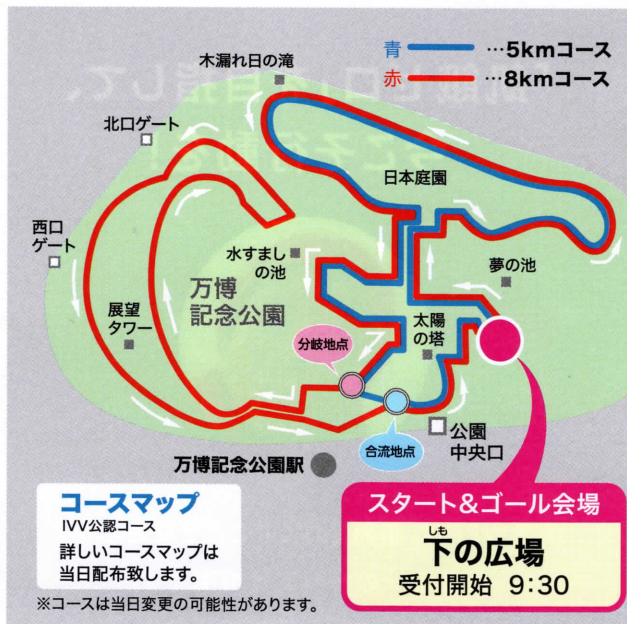 青 …5kmコース
赤 …8kmコース
木漏れ日の滝
北口ゲート
日本庭園
西口
ゲート
水すまし
の池
夢の池
万博
記念公園
展望
タワー
太陽
の塔
分岐地点
合流地点
公園
中央口
万博記念公園駅
コースマップ
IVV公認コース
詳しいコースマップは
当日配布致します。
スタート&ゴール会場
しも
下の広場
受付開始 9:30
※コースは当日変更の可能性があります。